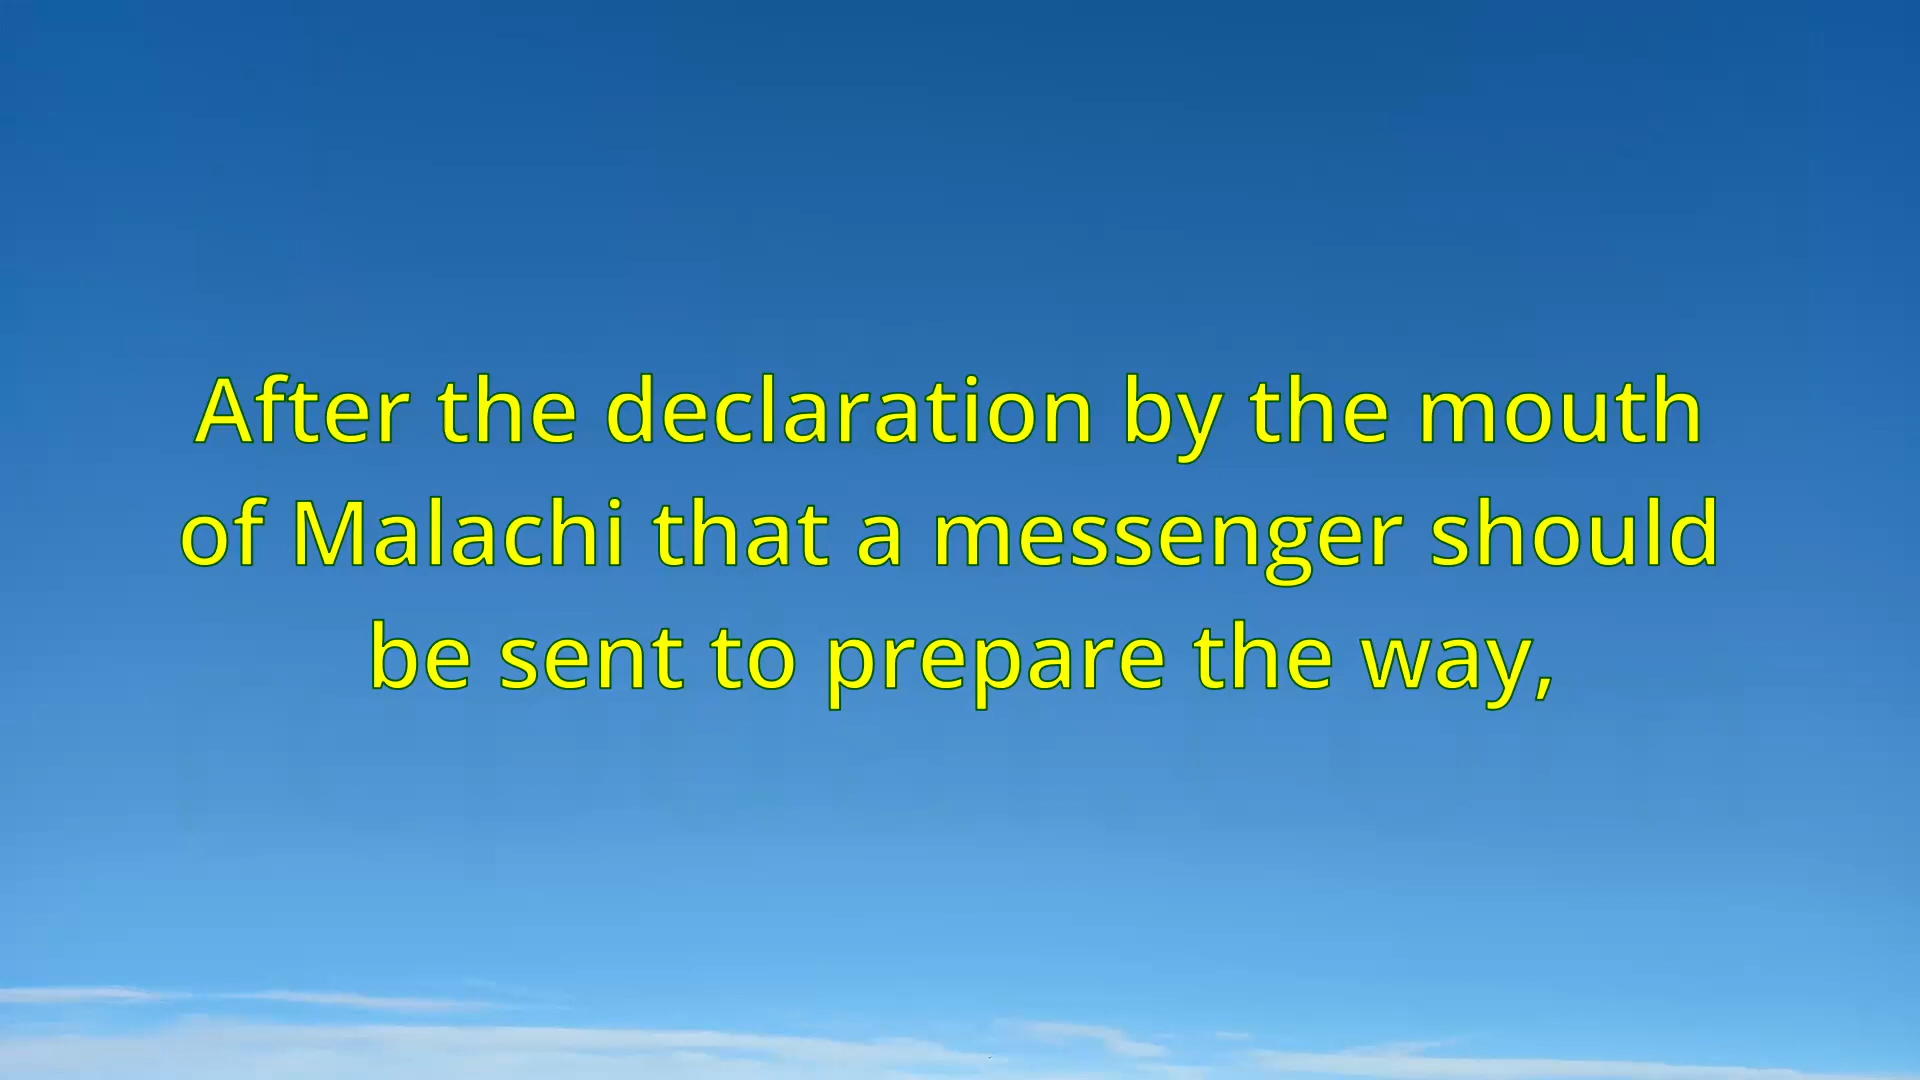 After the declaration by the mouth
of Malachi that a messenger should
be sent to prepare the way,